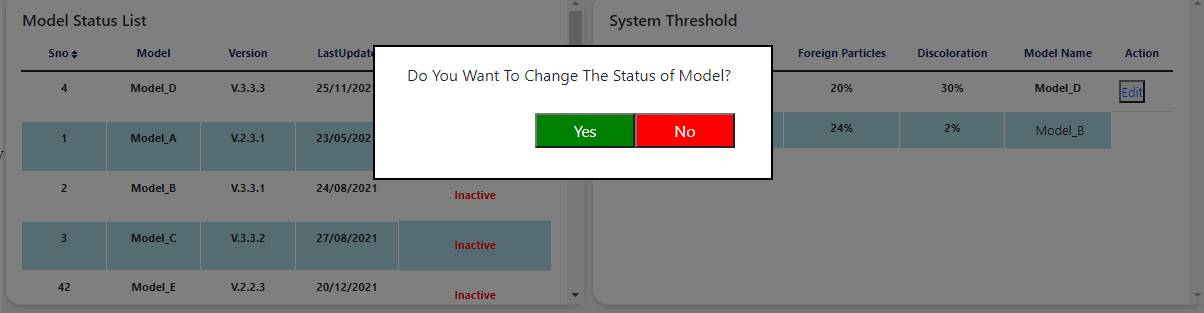 Model Status List
System Threshold
Sno Model Version LastUpdate
Foreign Particles Discoloration Model Name Action
Do You Want To Change The Status of Model?
Yes No
4 Model_D V.3.3.3 25/11/202
20% 30% Model_D Edit
1 Model_A V.2.3.1 23/05/202
24% 2% Model_B
2 Model_B V.3.3.1 24/08/2021 Inactive
3 Model_C V.3.3.2 27/08/2021 Inactive
42 Model_E V.2.2.3 20/12/2021 Inactive